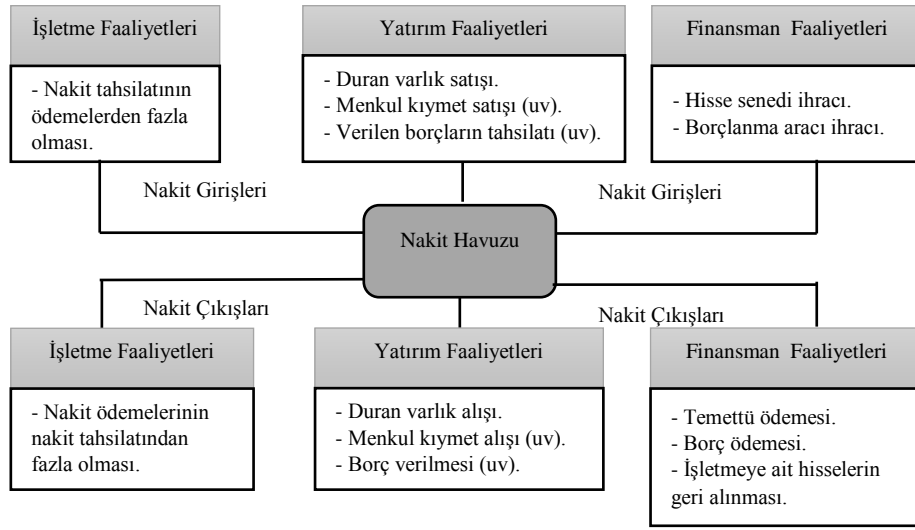 İşletme Faaliyetleri
- Nakit tahsilatının
ödemelerden fazla
olması.
Yatırım Faaliyetleri
- Duran varlık satışı.
- Menkul kıymet satışı (uv).
- Verilen borçların tahsilatı (uv).
Finansman Faaliyetleri
- Hisse senedi ihracı.
- Borçlanma aracı ihracı.
Nakit Girişleri
Nakit Girişleri
Nakit Havuzu
Nakit Çıkışları
Nakit Çıkışları
İşletme Faaliyetleri
- Nakit ödemelerinin
nakit tahsilatından
fazla olması.
Yatırım Faaliyetleri
- Duran varlık alışı.
- Menkul kıymet alışı (uv).
- Borç verilmesi (uv).
Finansman Faaliyetleri
- Temettü ödemesi.
- Borç ödemesi.
- İşletmeye ait hisselerin
geri alınması.